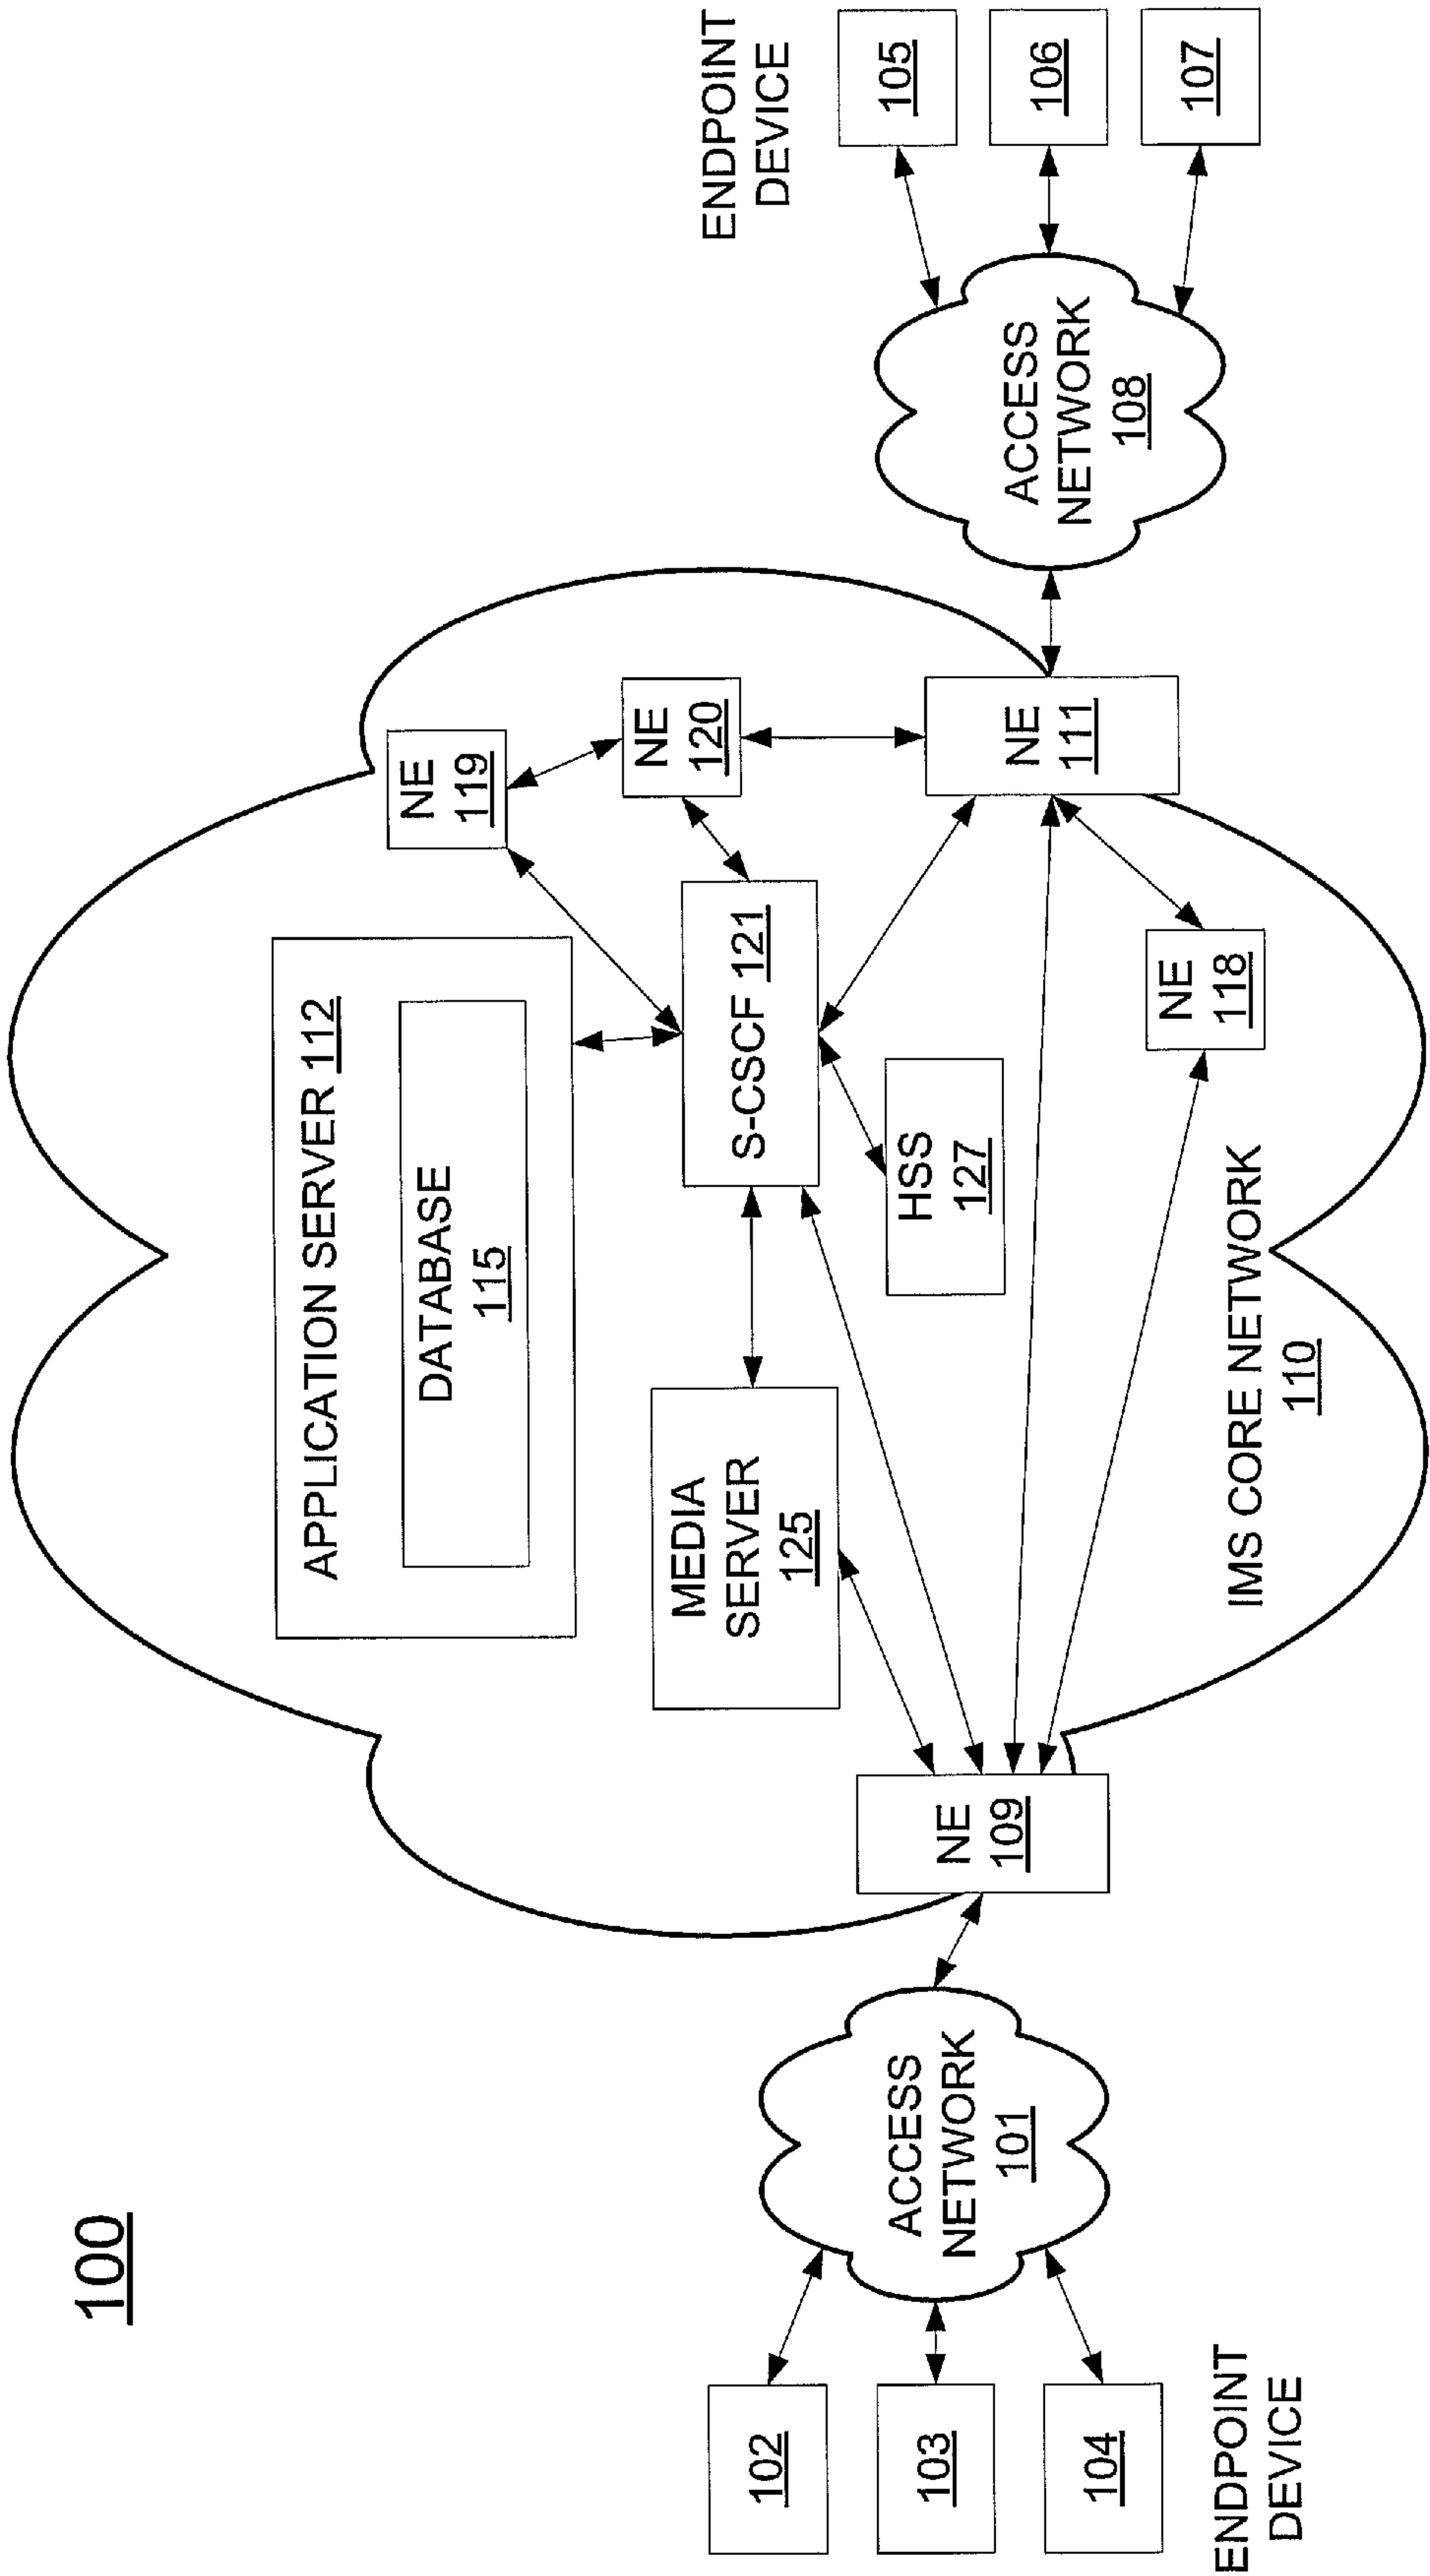 100
APPLICATION SERVER 112
DATABASE
115
NE
119
MEDIA
SERVER
125
S-CSCF 121
NE
120
ENDPOINT
DEVICE
HSS
127
105
106
107
102
103
104
ACCESS
NETWORK
101
NE
109
NE
111
ACCESS
NETWORK
108
NE
118
IMS CORE NETWORK
110
ENDPOINT
DEVICE